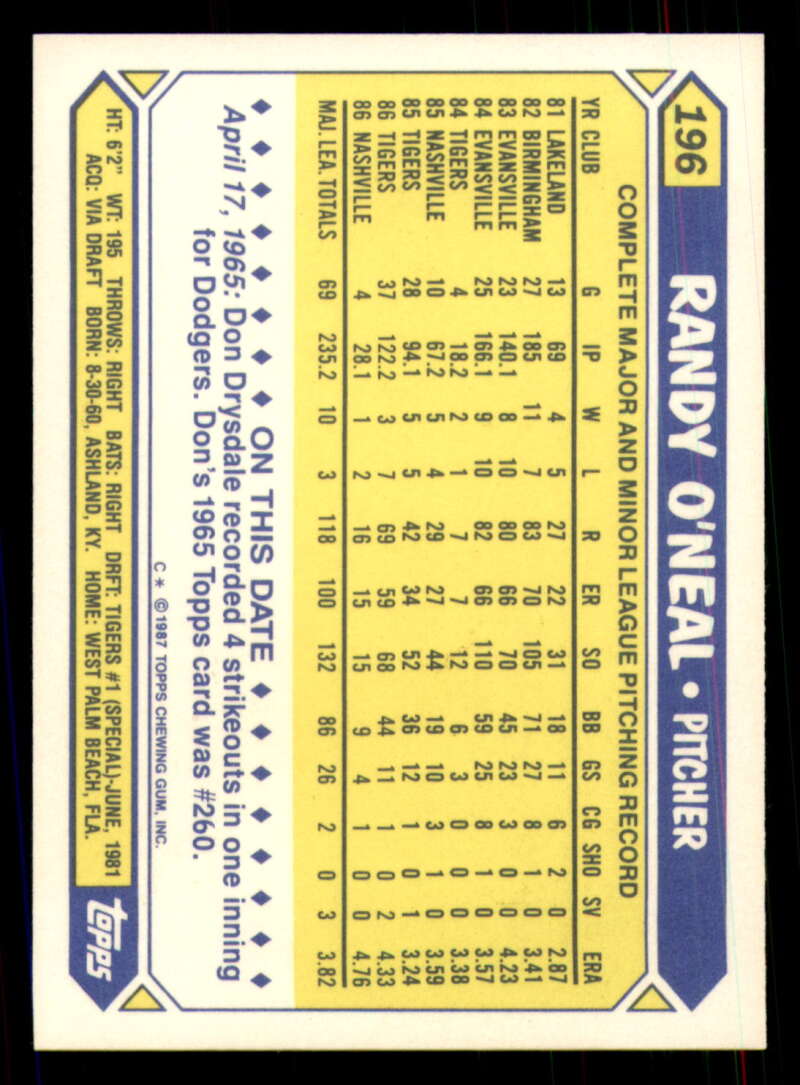 196 RANDY O'NEAL • PITCHER
COMPLETE MAJOR AND MINOR LEAGUE PITCHING RECORD
YR CLUB G IP W L R ER SO BB GS CG SHO SV ERA
81 LAKELAND 13 69 4 5 27 22 31 18 11 6 2 0 2.87
82 BIRMINGHAM 27 185 11 7 83 70 105 71 27 8 1 0 3.41
83 EVANSVILLE 23 140.1 8 10 80 66 70 45 23 3 0 0 4.23
84 EVANSVILLE 25 166.1 9 10 82 66 110 59 25 8 1 0 3.57
84 TIGERS 4 18.2 2 1 7 7 12 6 3 0 0 0 3.38
85 NASHVILLE 10 67.2 5 4 29 27 44 19 10 3 1 0 3.59
85 TIGERS 28 94.1 5 5 42 34 52 36 12 1 0 1 3.24
86 TIGERS 37 122.2 3 7 69 59 68 44 11 1 0 2 4.33
86 NASHVILLE 4 28.1 1 2 16 15 15 9 4 1 0 0 4.76
MAJ. LEA. TOTALS 69 235.2 10 3 118 100 132 86 26 2 0 3 3.82
ON THIS DATE
April 17, 1965: Don Drysdale recorded 4 strikeouts in one inning
for Dodgers. Don's 1965 Topps card was #260.
C * ©1987 TOPPS CHEWING GUM, INC.
HT: 6'2" WT: 195 THROWS: RIGHT BATS: RIGHT DRFT: TIGERS #1 (SPECIAL)-JUNE, 1981
ACQ: VIA DRAFT BORN: 8-30-60, ASHLAND, KY. HOME: WEST PALM BEACH, FLA.
TOPPS